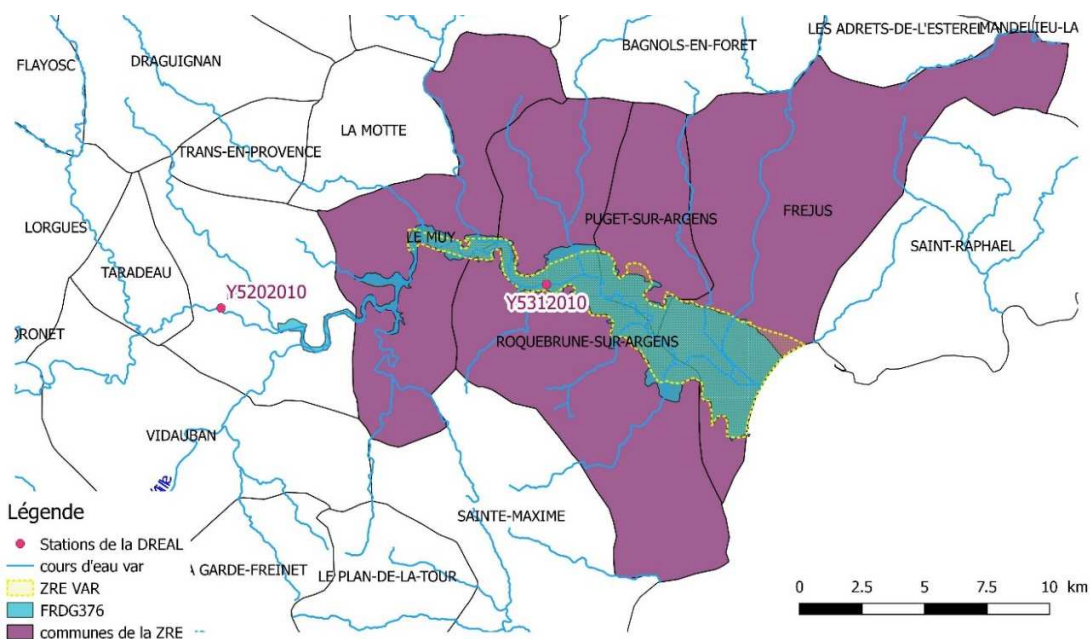 LES ADRETS-DE-L'ESTEREL
MANDELIEU-LA
BAGNOLS-EN-FORET
FLAYOSC
DRAGUIGNAN
LA MOTTE
TRANS-EN-PROVENCE
LORGUES
PUGET-SUR-ARGENS
FREJUS
LE MUY
SAINT-RAPHAEL
TARADEAU
Y5202010
Y5312010
ORONET
ROQUEBRUNE-SUR-ARGENS
VIDAUBAN
SAINTE-MAXIME
A GARDE-FREINET
LE PLAN-DE-LA-TOUR
Légende
Stations de la DREAL
cours d'eau var
ZRE VAR
FRDG376
communes de la ZRE
0 2.5 5 7.5 10 km